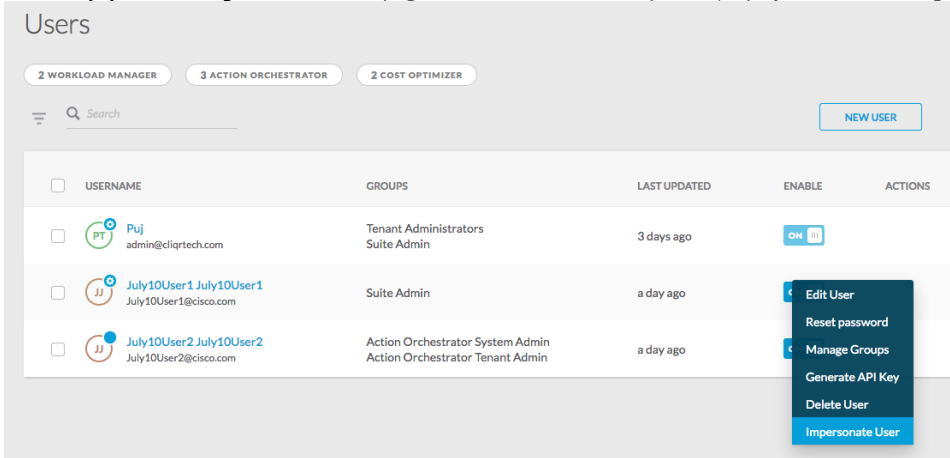 Users
2 WORKLOAD MANAGER 3 ACTION ORCHESTRATOR 2 COST OPTIMIZER
Search
NEW USER
USERNAME GROUPS LAST UPDATED ENABLE ACTIONS
PT Puj Tenant Administrators
admin@cliqrtech.com Suite Admin
3 days ago ON
JJ July10User1 July10User1
July10User1@cisco.com
Suite Admin a day ago
JJ July10User2 July10User2 Action Orchestrator System Admin
July10User2@cisco.com Action Orchestrator Tenant Admin
a day ago
Edit User
Reset password
Manage Groups
Generate API Key
Delete User
Impersonate User